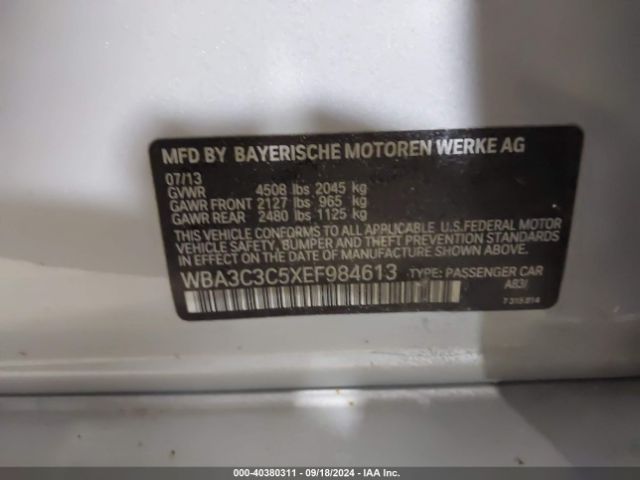 MFD BY BAYERISCHE MOTOREN WERKE AG
07/13
GVWR 4508 lbs 2045 kg
GAWR FRONT 2127 lbs 965 kg
GAWR REAR 2480 lbs 1125 kg
THIS VEHICLE CONFORMS TO ALL APPLICABLE U.S.FEDERAL MOTOR
VEHICLE SAFETY, BUMPER AND THEFT PREVENTION STANDARDS
IN EFFECT ON THE DATE OF MANUFACTURE SHOWN ABOVE.
WBA3C3C5XEF984613 TYPE: PASSENGER CAR
A83/
7 315 814
000-40380311 - 09/18/2024 - IAA Inc.